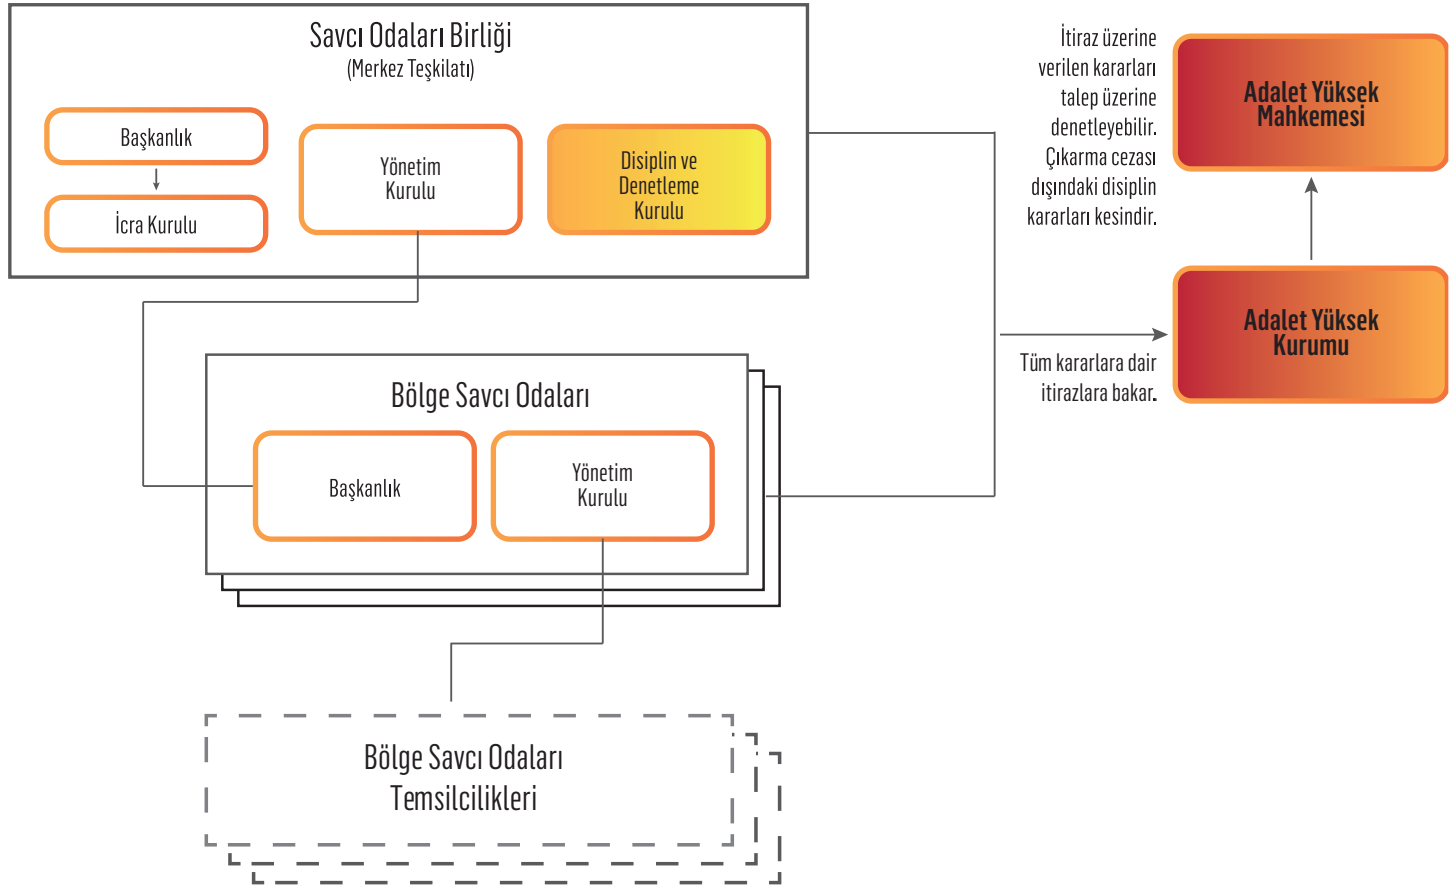 Savcı Odaları Birliği
(Merkez Teşkilatı)
Başkanlık
İcra Kurulu
Yönetim
Kurulu
Disiplin ve
Denetleme
Kurulu
İtiraz üzerine
verilen kararları
talep üzerine
denetleyebilir.
Çıkarma cezası
dışındaki disiplin
kararları kesindir.
Adalet Yüksek
Mahkemesi
Adalet Yüksek
Kurumu
Tüm kararlara dair
itirazlara bakar.
Bölge Savcı Odaları
Başkanlık
Yönetim
Kurulu
Bölge Savcı Odaları
Temsilcilikleri